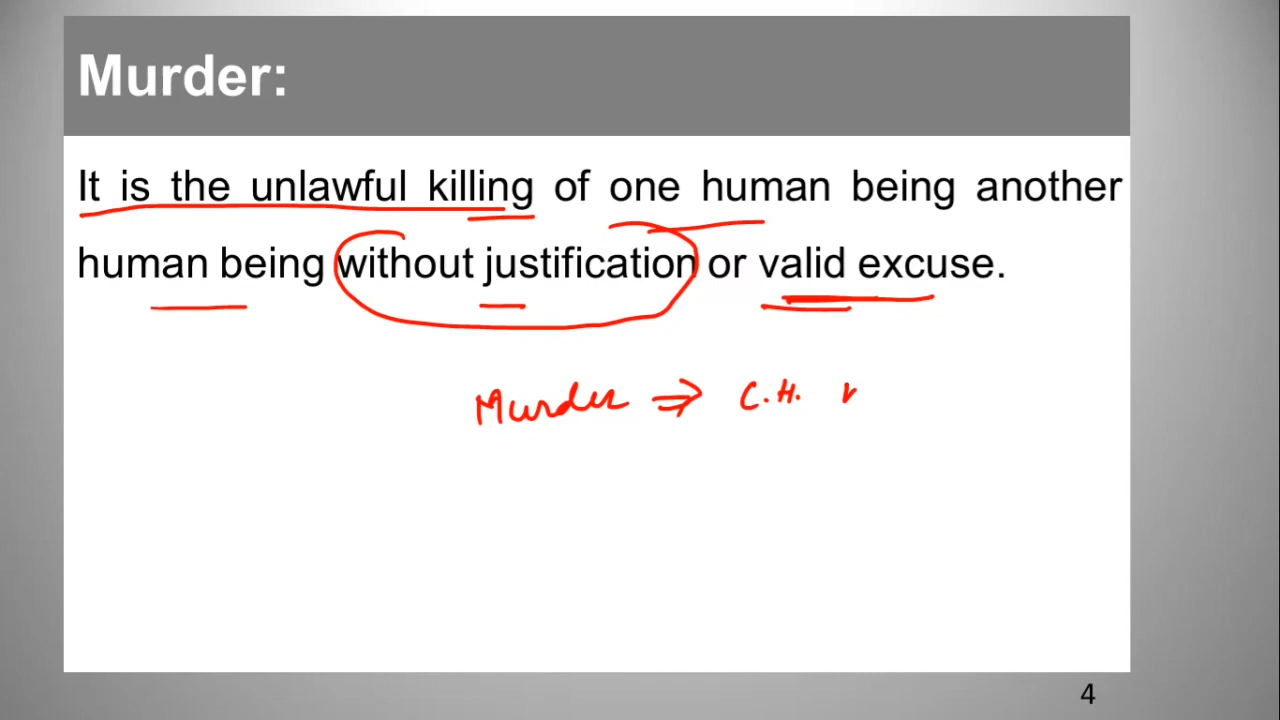 Murder:
It is the unlawful killing of one human being another
human being without justification or valid excuse.
Murder ⇒ C.H.
4